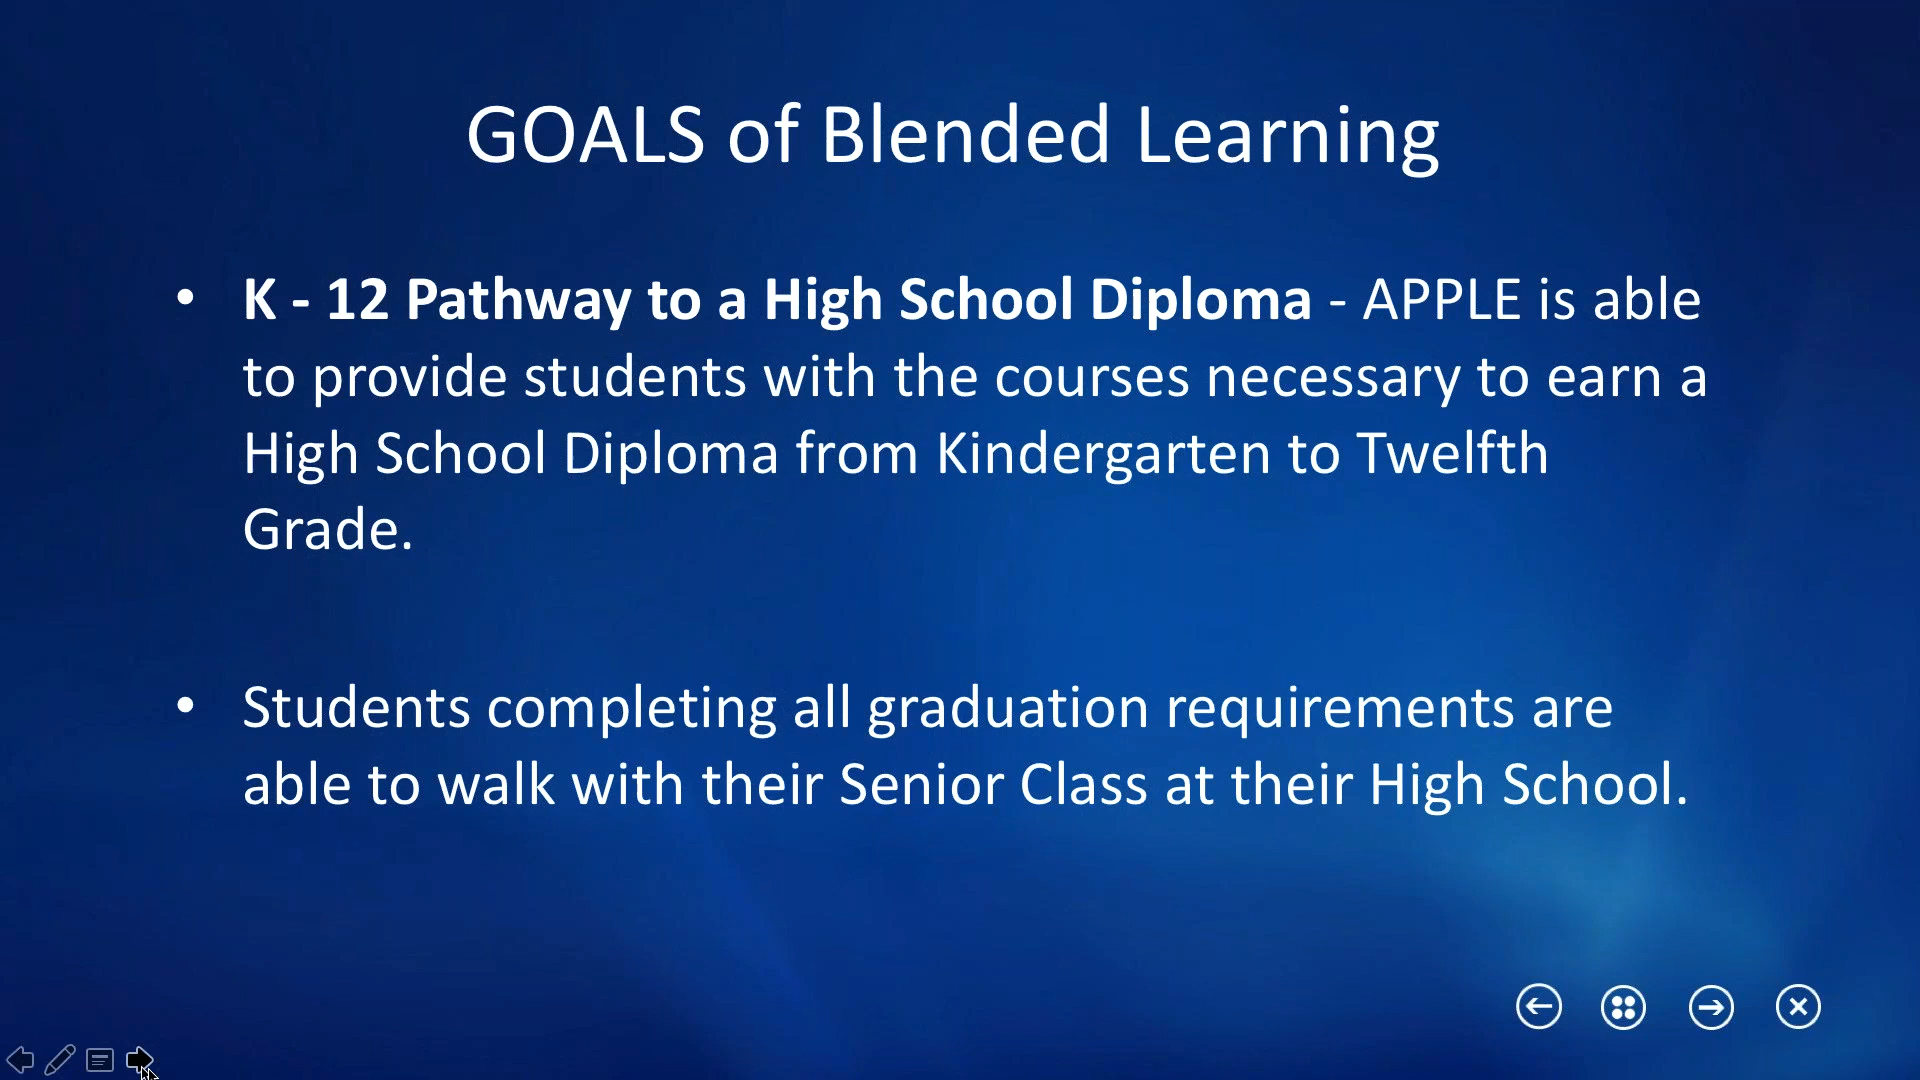 GOALS of Blended Learning
• K - 12 Pathway to a High School Diploma - APPLE is able
to provide students with the courses necessary to earn a
High School Diploma from Kindergarten to Twelfth
Grade.
• Students completing all graduation requirements are
able to walk with their Senior Class at their High School.